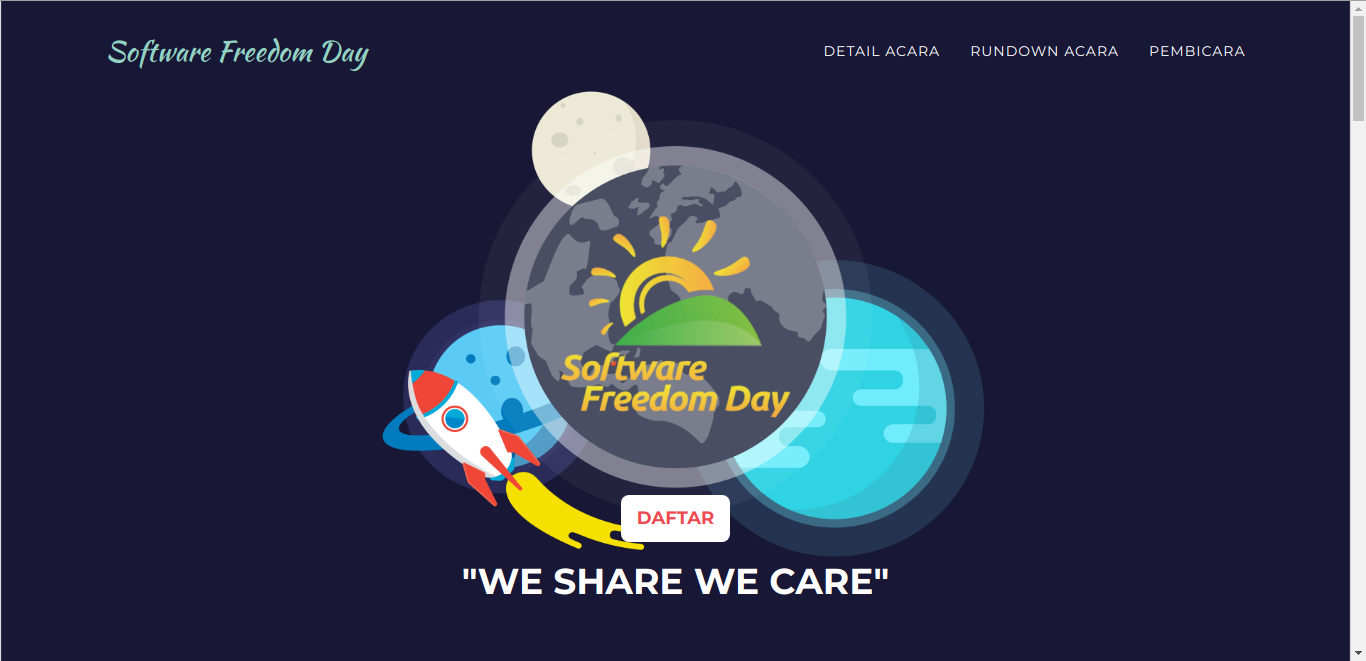 Software Freedom Day
DETAIL ACARA
RUNDOWN ACARA
PEMBICARA
Software
Freedom Day
DAFTAR
"WE SHARE WE CARE"